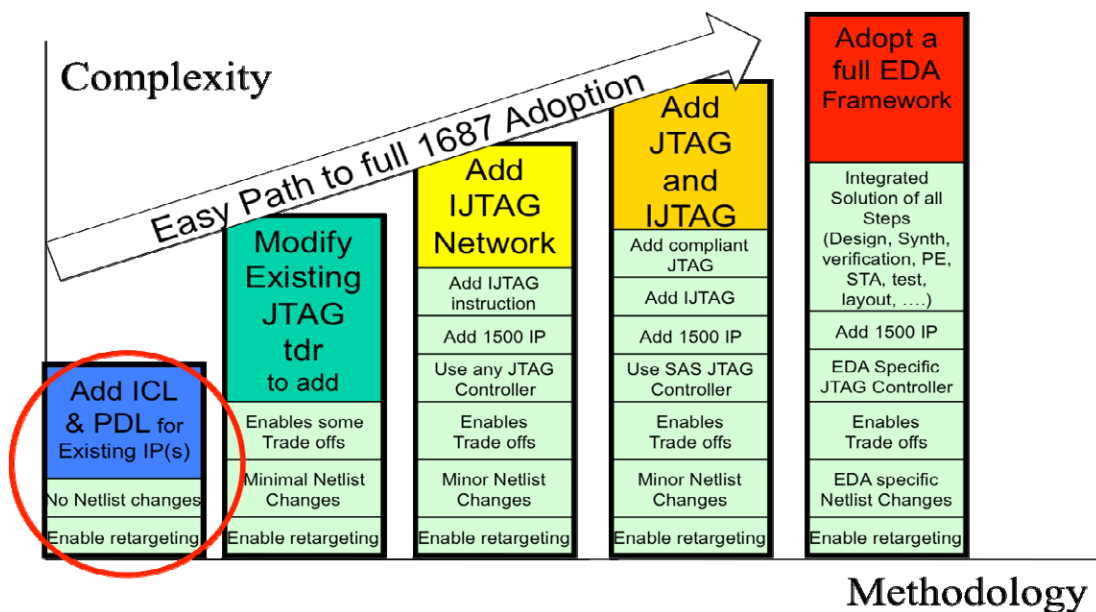 Complexity
Easy Path to full 1687 Adoption
Add ICL
& PDL for
Existing IP(s)
No Netlist changes
Enable retargeting
Modify
Existing
JTAG
tdr
to add
Enables some
Trade offs
Minimal Netlist
Changes
Enable retargeting
Add
IJTAG
Network
Add IJTAG
instruction
Add 1500 IP
Use any JTAG
Controller
Enables
Trade offs
Minor Netlist
Changes
Enable retargeting
Add
JTAG
and
IJTAG
Add compliant
JTAG
Add IJTAG
Add 1500 IP
Use SAS JTAG
Controller
Enables
Trade offs
Minor Netlist
Changes
Enable retargeting
Adopt a
full EDA
Framework
Integrated
Solution of all
Steps
(Design, Synth,
verification, PE,
STA, test,
layout, ....)
Add 1500 IP
EDA Specific
JTAG Controller
Enables
Trade offs
EDA specific
Netlist Changes
Enable retargeting
Methodology